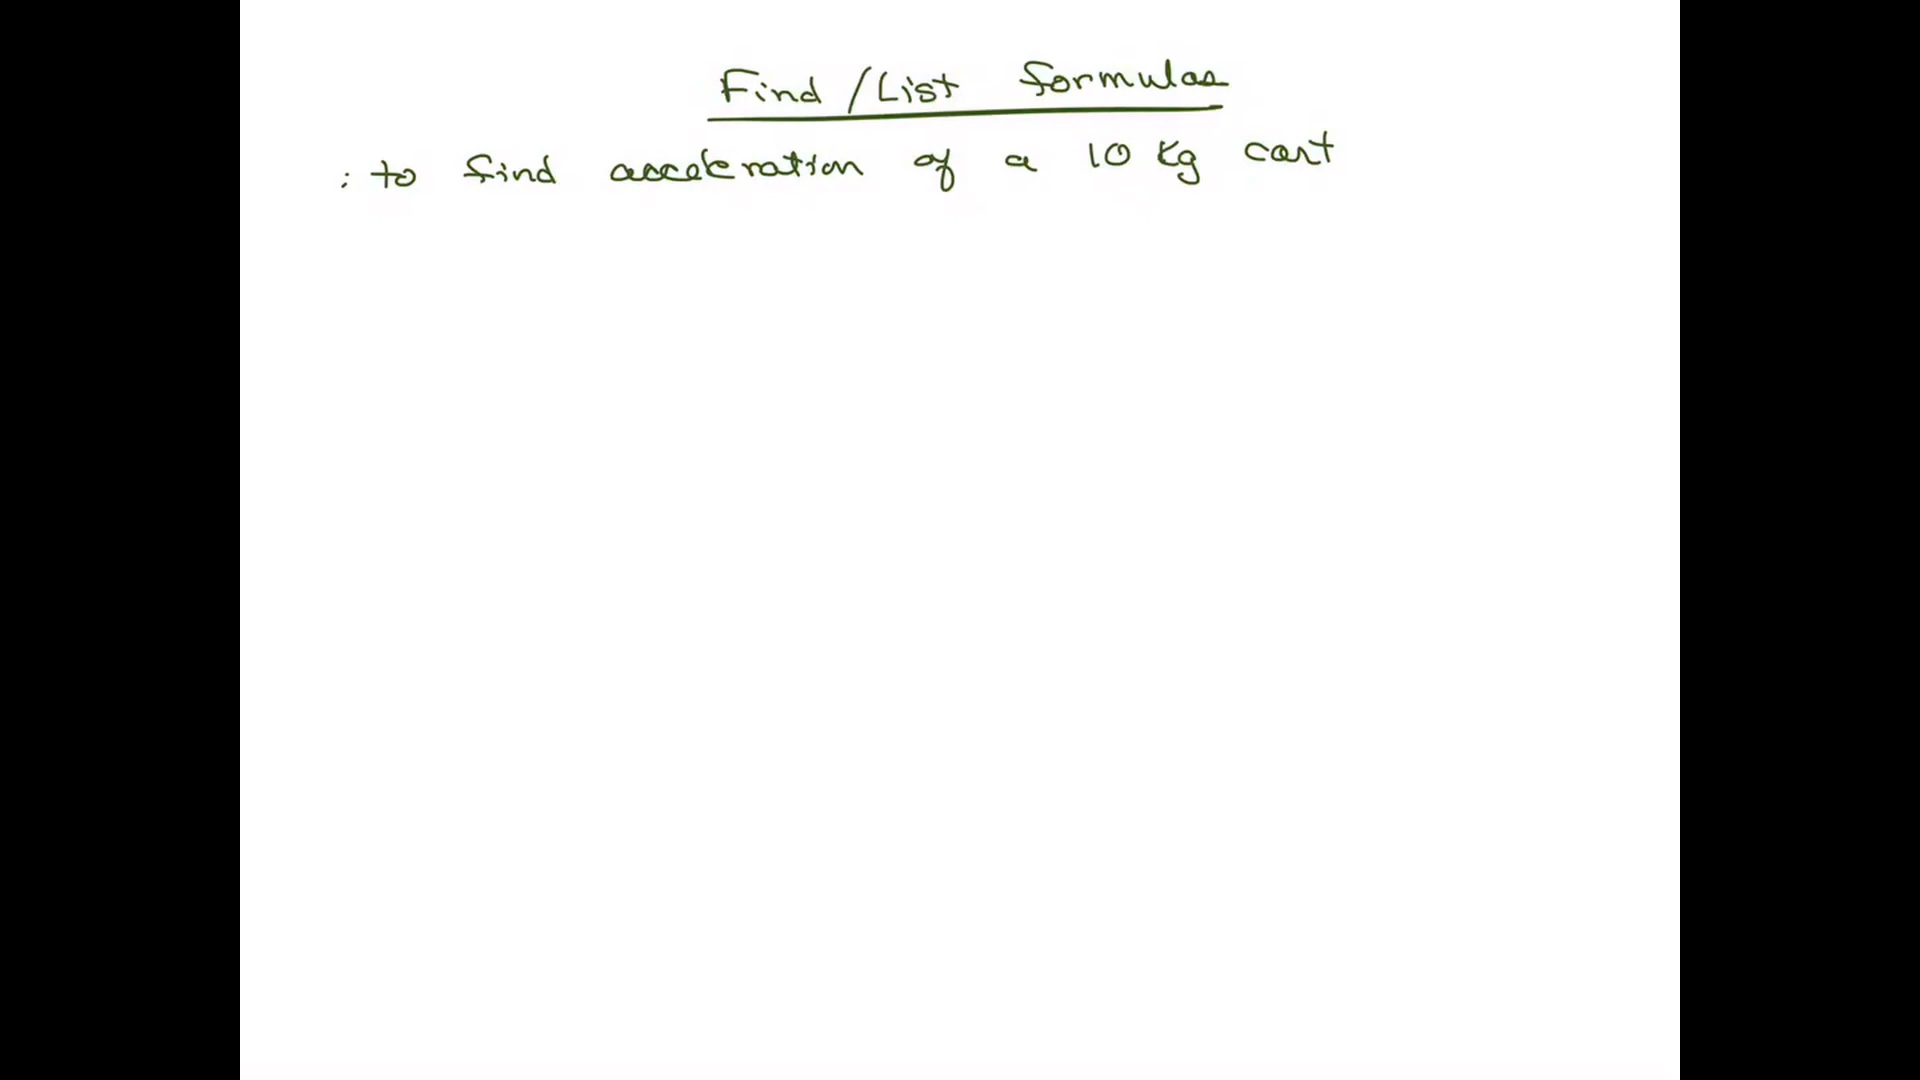 Find / List formulas
: to find acceleration of a 10 kg cart